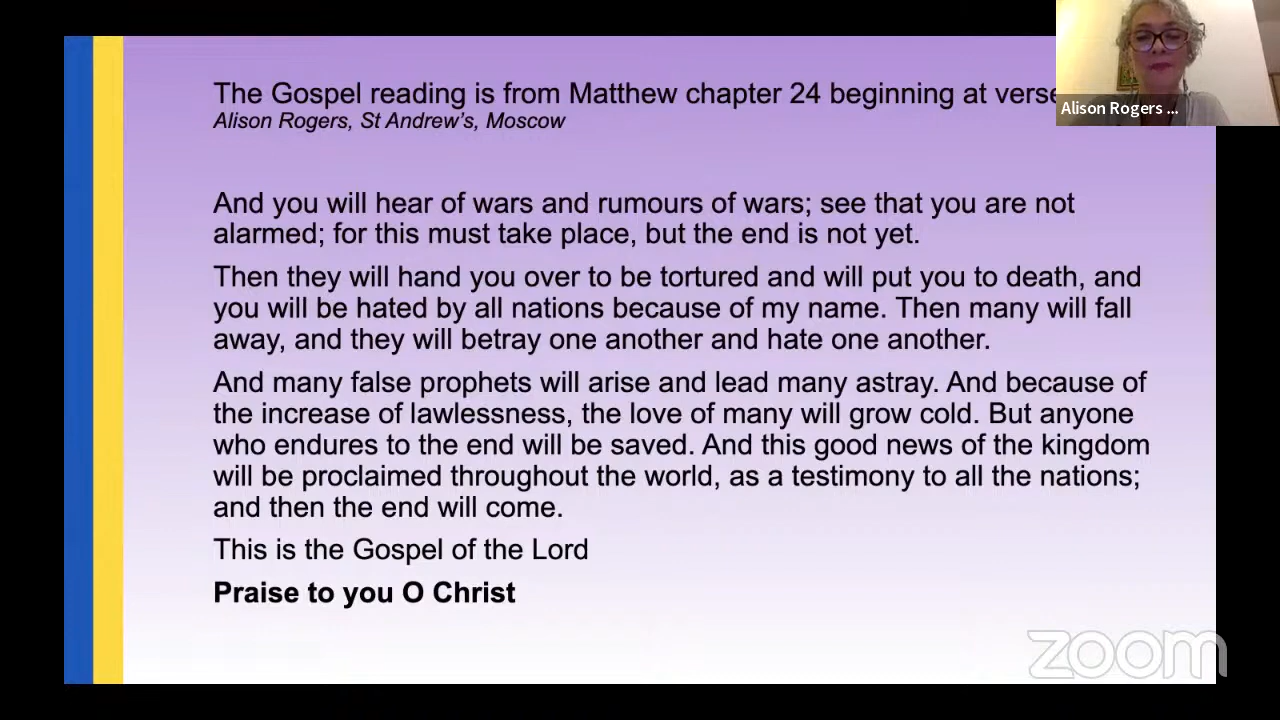 The Gospel reading is from Matthew chapter 24 beginning at verse
Alison Rogers, St Andrew's, Moscow
Alison Rogers ...
And you will hear of wars and rumours of wars; see that you are not
alarmed; for this must take place, but the end is not yet.
Then they will hand you over to be tortured and will put you to death, and
you will be hated by all nations because of my name. Then many will fall
away, and they will betray one another and hate one another.
And many false prophets will arise and lead many astray. And because of
the increase of lawlessness, the love of many will grow cold. But anyone
who endures to the end will be saved. And this good news of the kingdom
will be proclaimed throughout the world, as a testimony to all the nations;
and then the end will come.
This is the Gospel of the Lord
Praise to you O Christ
zoom